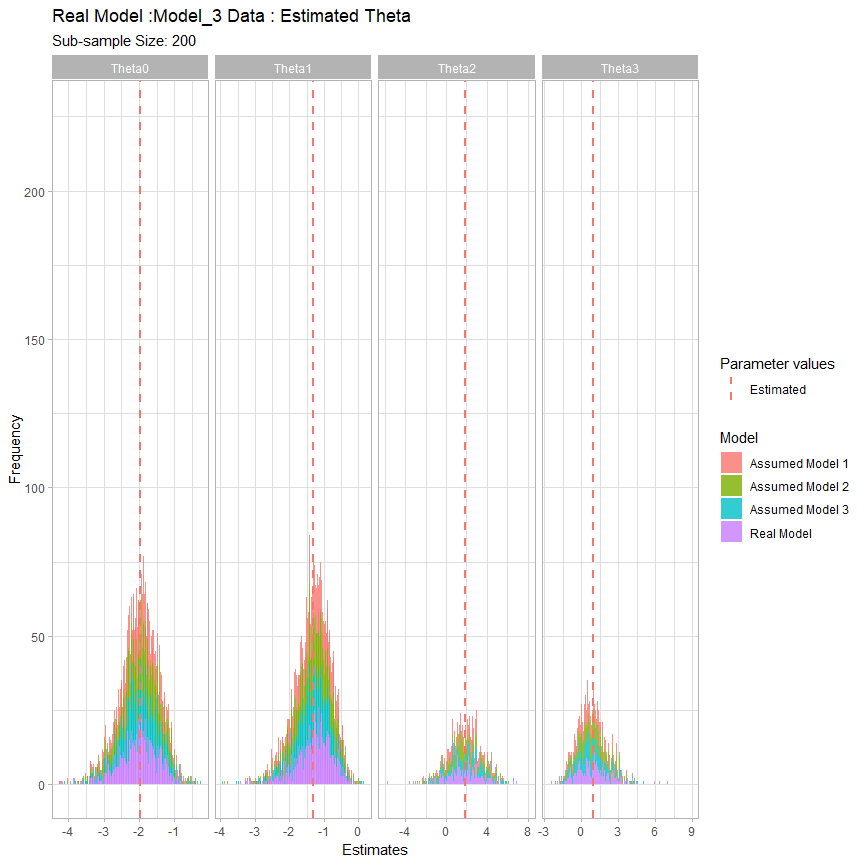 Real Model :Model_3 Data : Estimated Theta
Sub-sample Size: 200
Theta0 Theta1 Theta2 Theta3
Frequency
200
150
100
50
0
-4 -3 -2 -1 -4 -3 -2 -1 0 -4 0 4 8 -3 0 3 6 9
Estimates
Parameter values
Estimated
Model
Assumed Model 1
Assumed Model 2
Assumed Model 3
Real Model